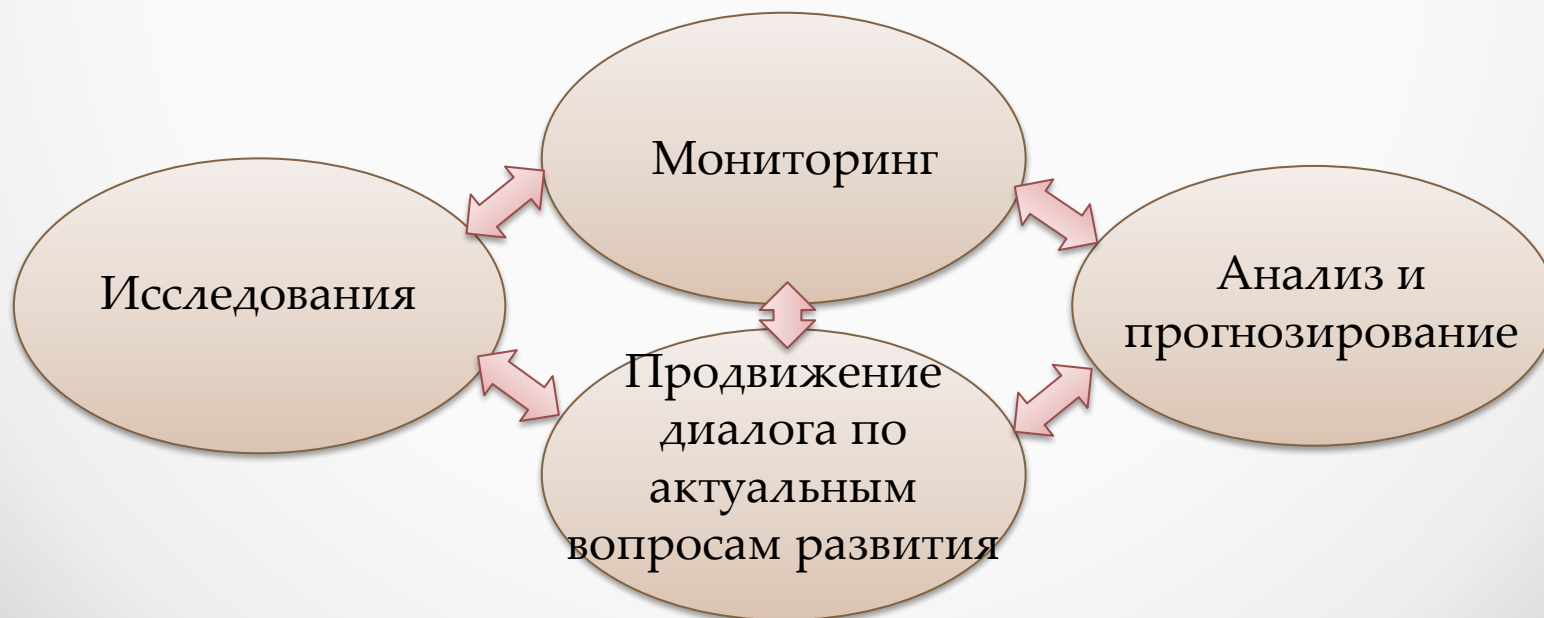 Мониторинг
Исследования
Анализ и
прогнозирование
Продвижение
диалога по
актуальным
вопросам развития